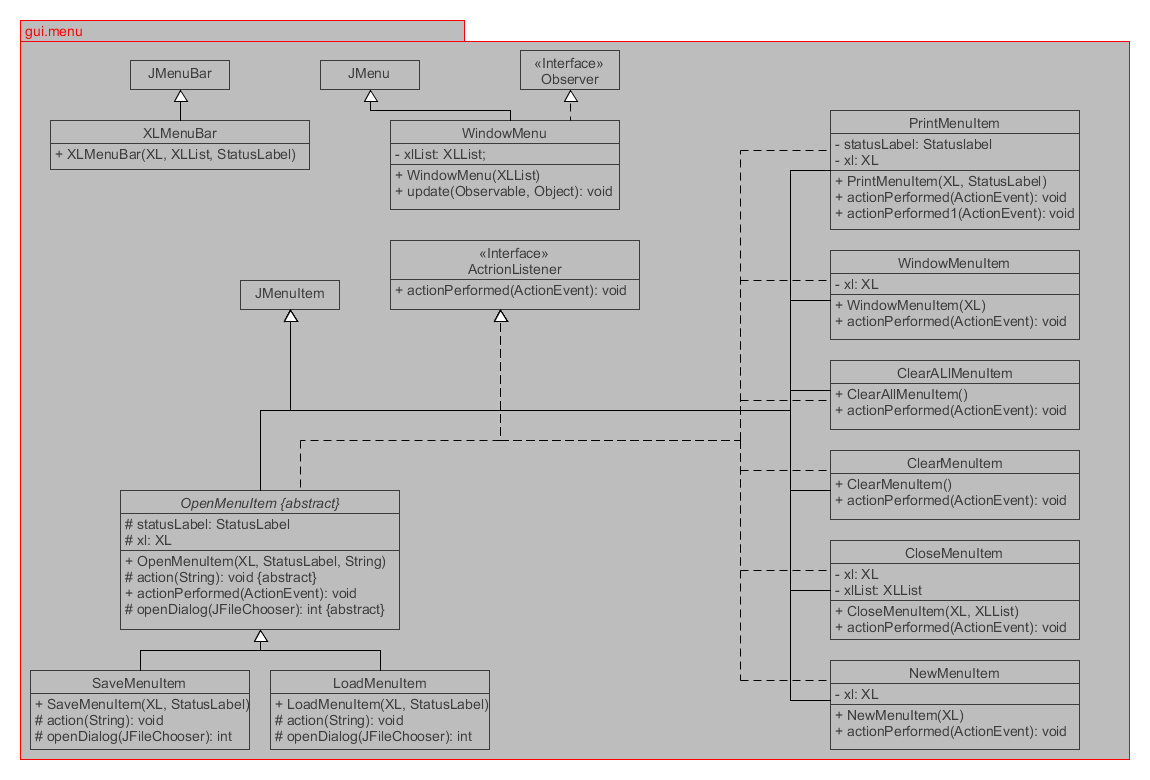 gui.menu
JMenuBar
XLMenuBar
+ XLMenuBar(XL, XLList, StatusLabel)
JMenu
«Interface»
Observer
WindowMenu
- xlList: XLList;
+ WindowMenu(XLList)
+ update(Observable, Object): void
«Interface»
ActrionListener
+ actionPerformed(ActionEvent): void
JMenuItem
OpenMenuItem {abstract}
# statusLabel: StatusLabel
# xl: XL
+ OpenMenuItem(XL, StatusLabel, String)
# action(String): void {abstract}
+ actionPerformed(ActionEvent): void
# openDialog(JFileChooser): int {abstract}
SaveMenuItem
+ SaveMenuItem(XL, StatusLabel)
# action(String): void
# openDialog(JFileChooser): int
LoadMenuItem
+ LoadMenuItem(XL, StatusLabel)
# action(String): void
# openDialog(JFileChooser): int
PrintMenuItem
- statusLabel: Statuslabel
- xl: XL
+ PrintMenuItem(XL, StatusLabel)
+ actionPerformed(ActionEvent): void
+ actionPerformed1(ActionEvent): void
WindowMenuItem
- xl: XL
+ WindowMenuItem(XL)
+ actionPerformed(ActionEvent): void
ClearALlMenuItem
+ ClearAllMenuItem()
+ actionPerformed(ActionEvent): void
ClearMenuItem
+ ClearMenuItem()
+ actionPerformed(ActionEvent): void
CloseMenuItem
- xl: XL
- xlList: XLList
+ CloseMenuItem(XL, XLList)
+ actionPerformed(ActionEvent): void
NewMenuItem
- xl: XL
+ NewMenuItem(XL)
+ actionPerformed(ActionEvent): void